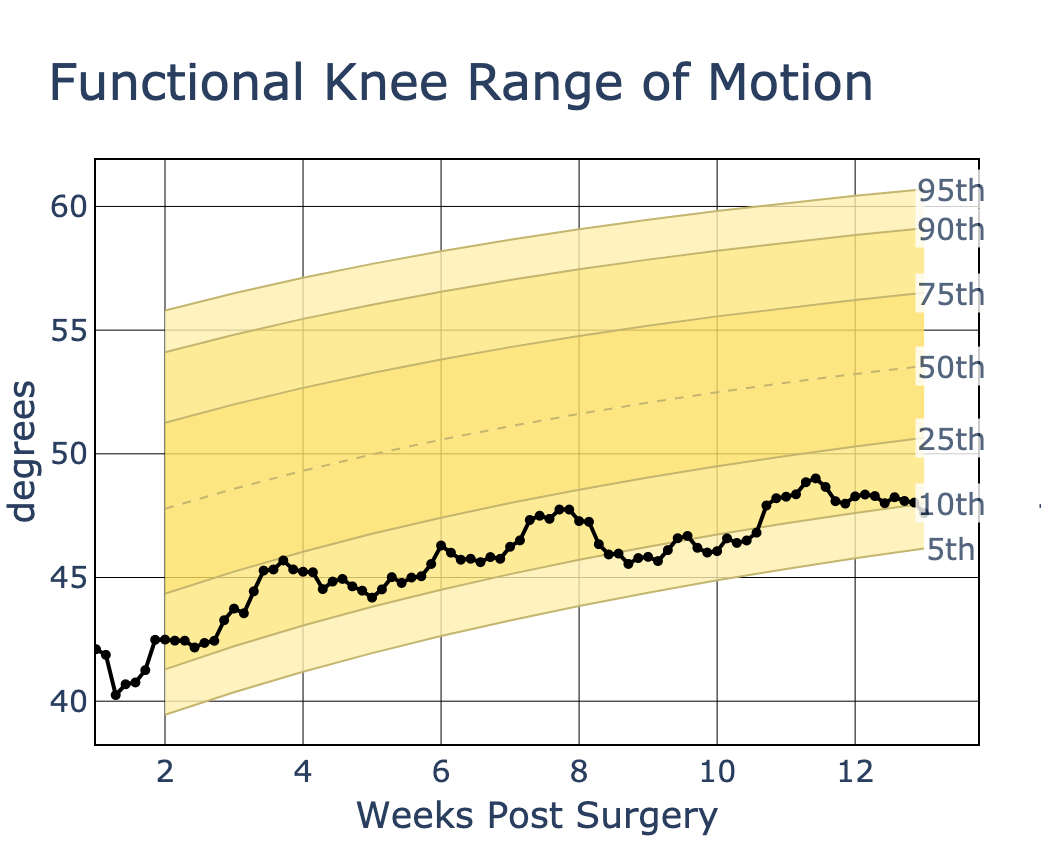 Functional Knee Range of Motion
degrees
60
55
50
45
40
95th
90th
75th
50th
25th
10th
5th
2 4 6 8 10 12
Weeks Post Surgery